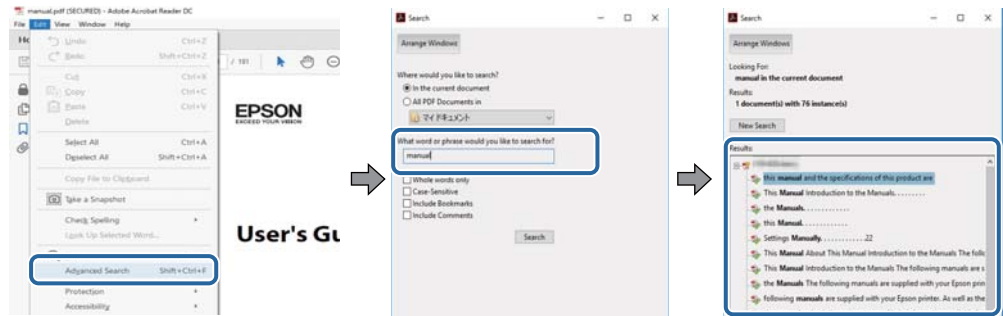 manual.pdf (SECURED) - Adobe Acrobat Reader DC
File Edit View Window Help
Undo Ctrl+Z
Redo Shift+Ctrl+Z
/ 181
Cut Ctrl+X
Copy Ctrl+C
Paste Ctrl+V
Delete
Select All Ctrl+A
Deselect All Shift+Ctrl+A
Copy File to Clipboard
Take a Snapshot
Check Spelling
Look Up Selected Word...
Advanced Search Shift+Ctrl+F
Protection
Accessibility
EPSON
EXCEED YOUR VISION
User's Gu
Search
Arrange Windows
Where would you like to search?
In the current document
All PDF Documents in
マイ ドキュメント
What word or phrase would you like to search for?
manual
Whole words only
Case-Sensitive
Include Bookmarks
Include Comments
Search
Search
Arrange Windows
Looking For:
manual in the current document
Results:
1 document(s) with 76 instance(s)
New Search
Results:
this manual and the specifications of this product are
This Manual Introduction to the Manuals. . . . . . . . .
the Manuals. . . . . . . . . . . . .
this Manual. . . . . . . . . . . . .
Settings Manually. . . . . . . . . . . . .22
This Manual About This Manual Introduction to the Manuals The follo
This Manual Introduction to the Manuals The following manuals are s
the Manuals The following manuals are supplied with your Epson prin
following manuals are supplied with your Epson printer. As well as the